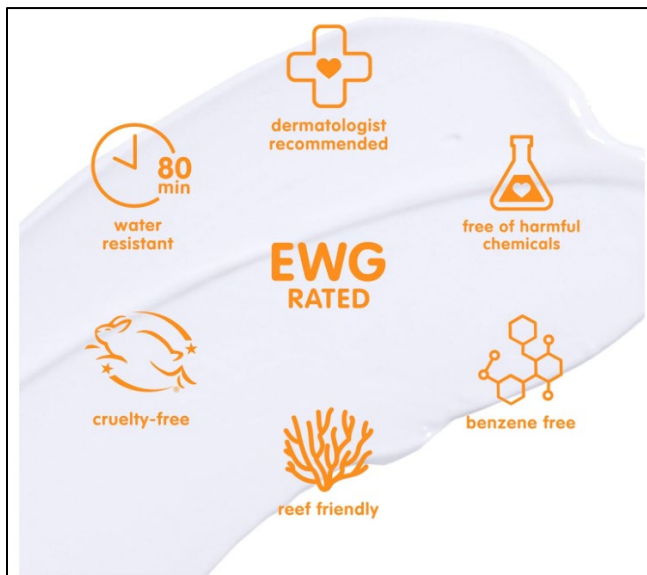 dermatologist
recommended
80
min
water
resistant
free of harmful
chemicals
EWG
RATED
cruelty-free
benzene free
reef friendly